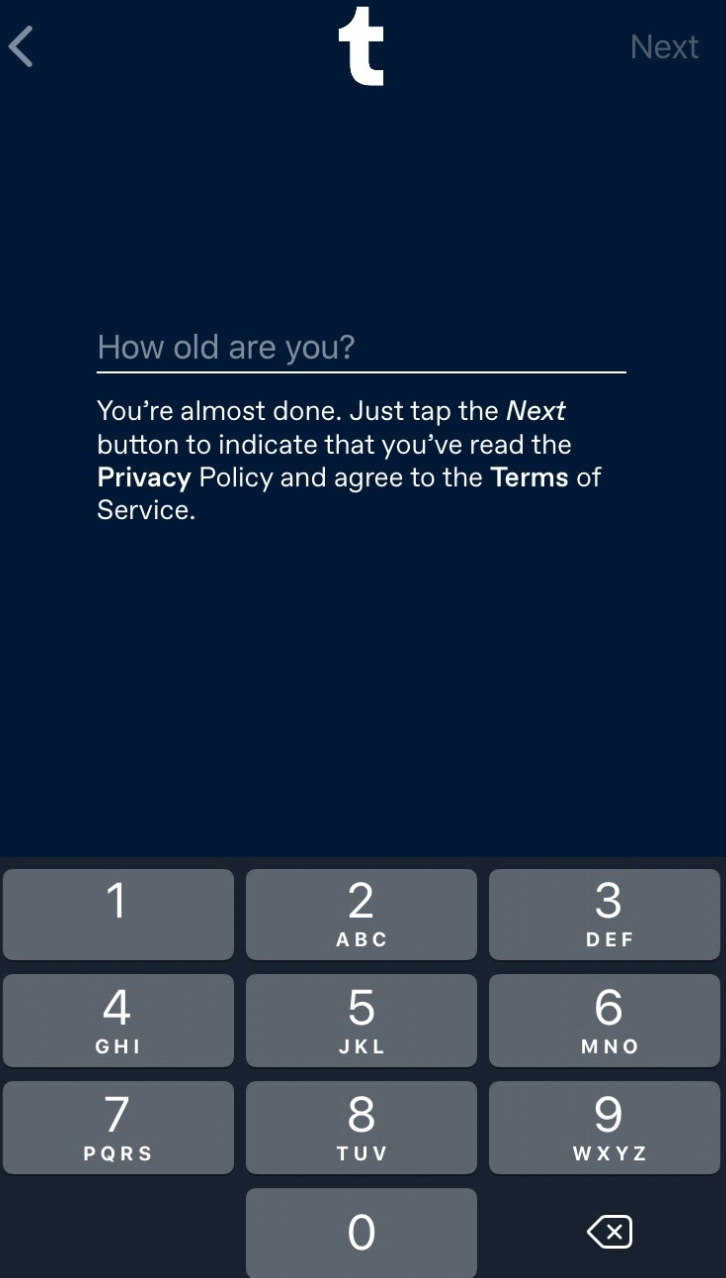 t
Next
How old are you?
You’re almost done. Just tap the Next
button to indicate that you’ve read the
Privacy Policy and agree to the Terms of
Service.
1
2
3
ABC
DEF
4
5
6
GHI
JKL
MNO
7
8
9
PQRS
TUV
WXYZ
0